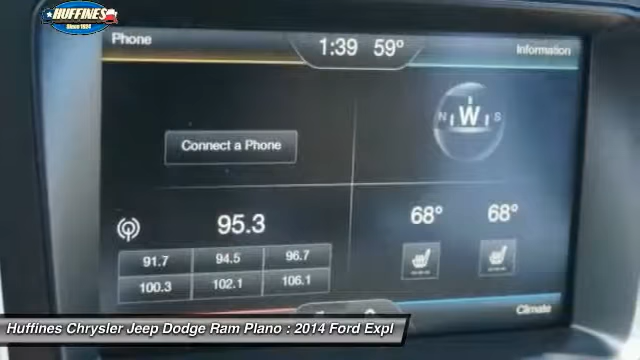 HUFFINES
Since 1924
Phone
1:39 59°
Information
N W S
Connect a Phone
95.3
68° 68°
91.7 94.5 96.7
100.3 102.1 106.1
Climate
Huffines Chrysler Jeep Dodge Ram Plano : 2014 Ford Expl